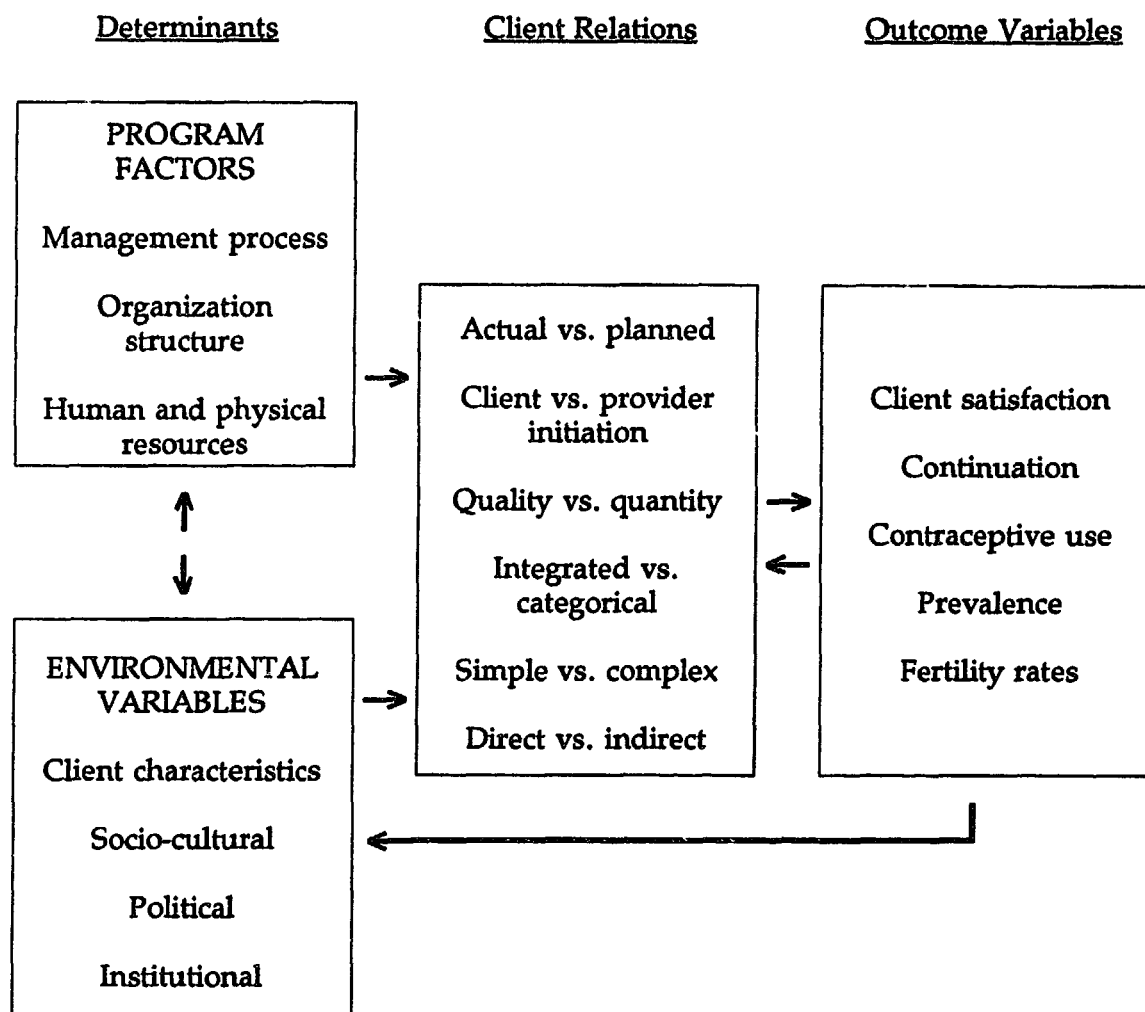 Determinants
Client Relations
Outcome Variables
PROGRAM
FACTORS
Management process
Organization
structure
Human and physical
resources
ENVIRONMENTAL
VARIABLES
Client characteristics
Socio-cultural
Political
Institutional
Actual vs. planned
Client vs. provider
initiation
Quality vs. quantity
Integrated vs.
categorical
Simple vs. complex
Direct vs. indirect
Client satisfaction
Continuation
Contraceptive use
Prevalence
Fertility rates